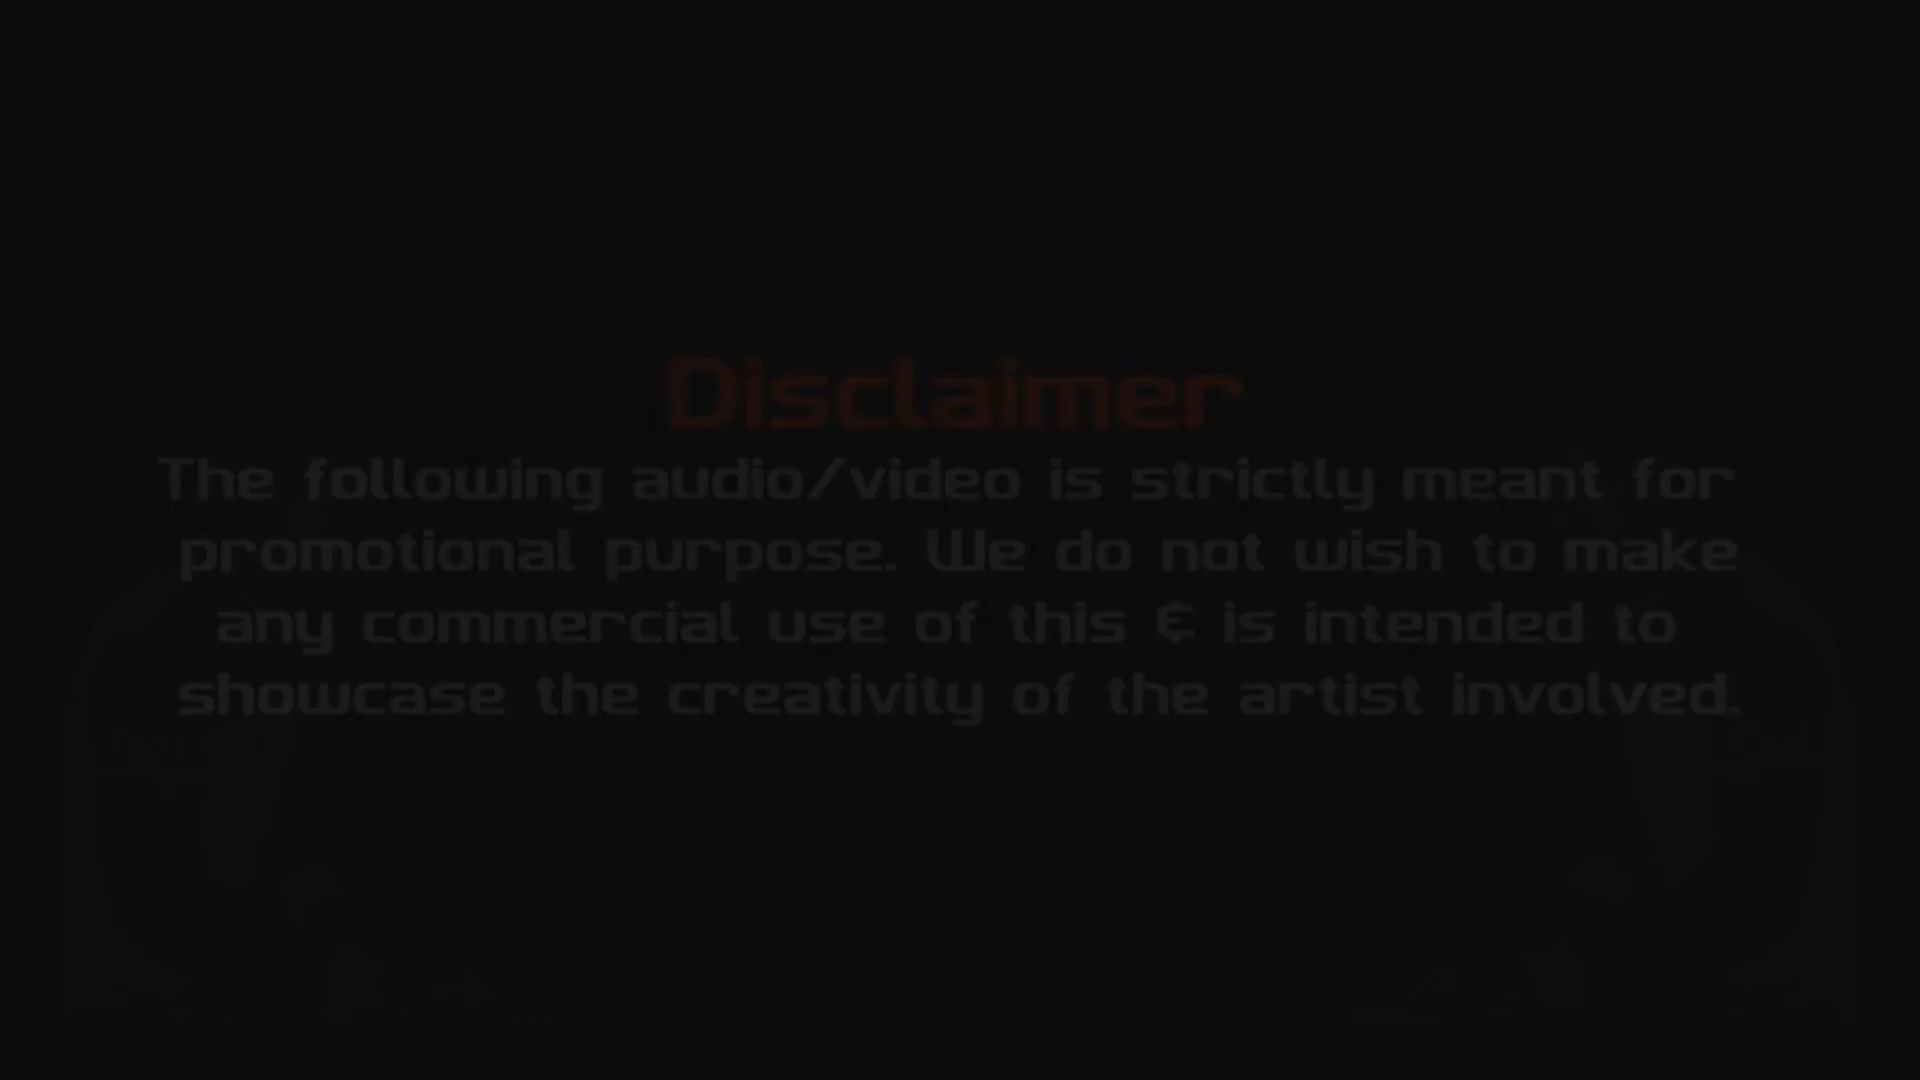 Disclaimer
The following audio/video is strictly meant for
promotional purpose. We do not wish to make
any commercial use of this & is intended to
showcase the creativity of the artist involved.